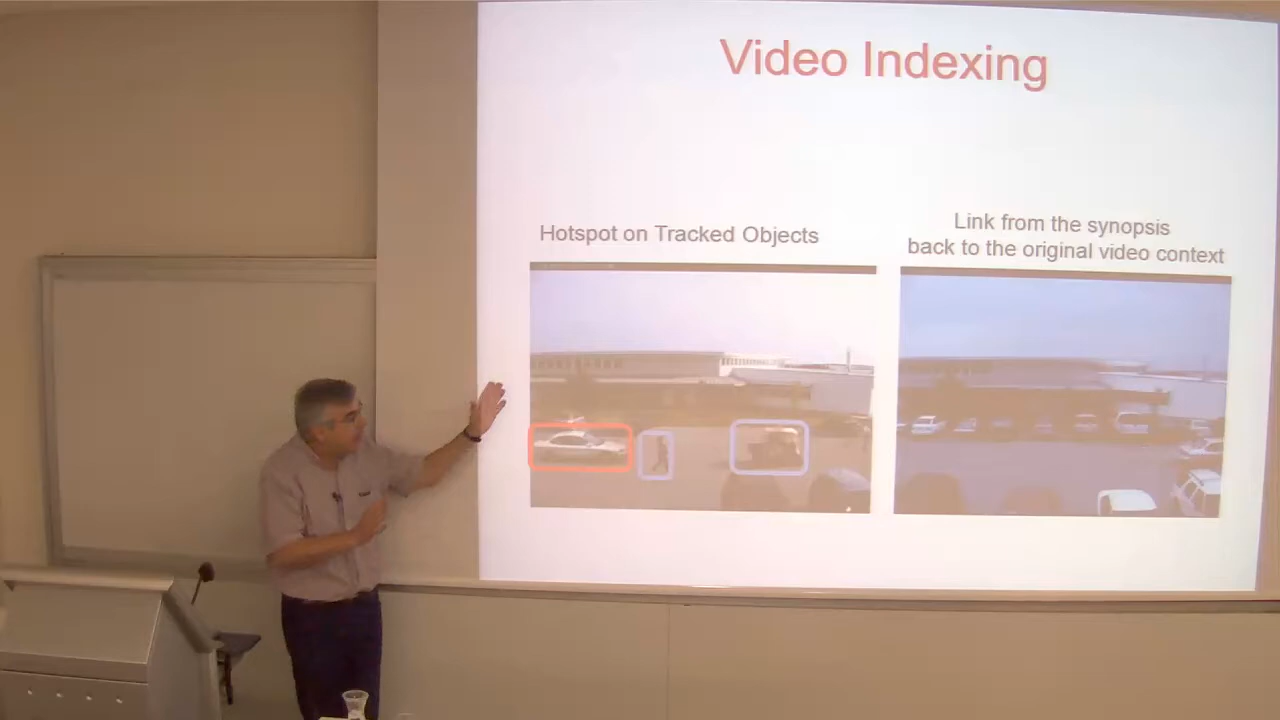 Video Indexing
Hotspot on Tracked Objects
Link from the synopsis
back to the original video context